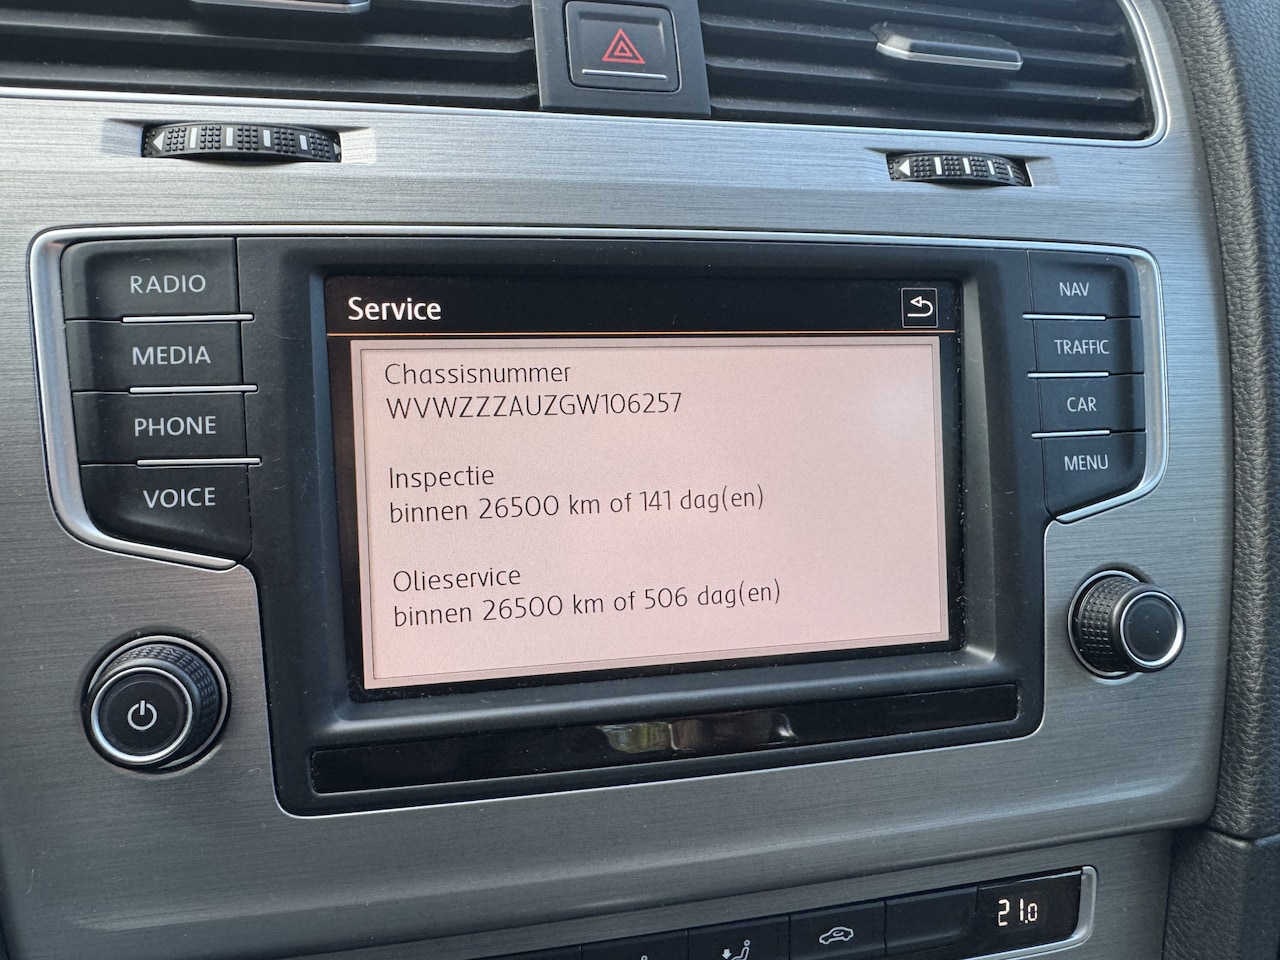 RADIO
MEDIA
PHONE
VOICE
Service
Chassisnummer
WVWZZZAUZGW106257
Inspectie
binnen 26500 km of 141 dag(en)
Olieservice
binnen 26500 km of 506 dag(en)
NAV
TRAFFIC
CAR
MENU
21.0